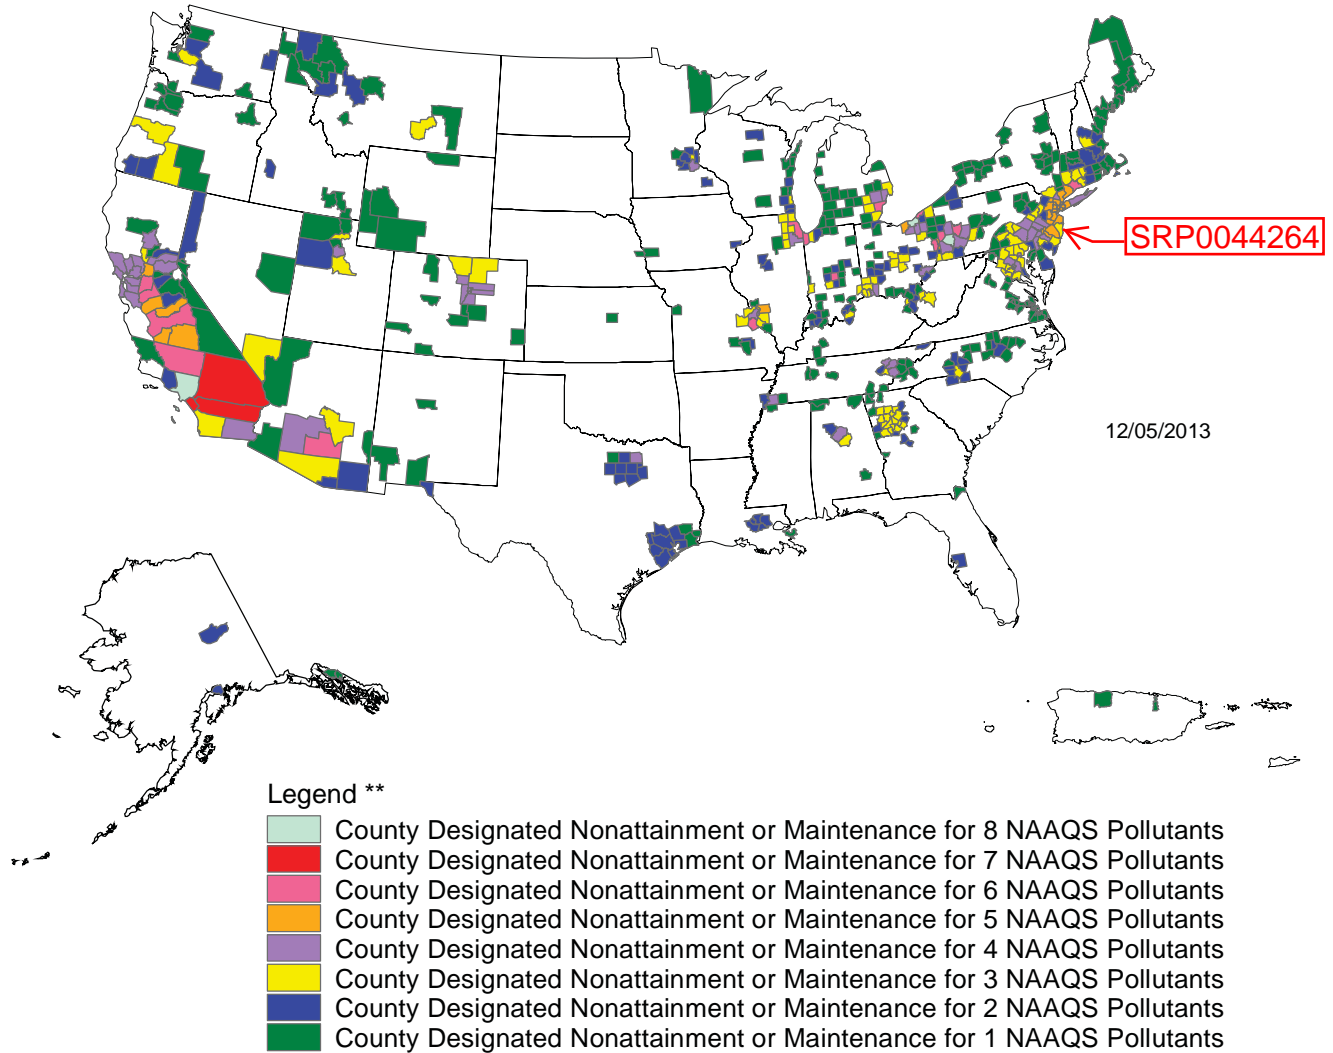 SRP0044264
12/05/2013
Legend **
County Designated Nonattainment or Maintenance for 8 NAAQS Pollutants
County Designated Nonattainment or Maintenance for 7 NAAQS Pollutants
County Designated Nonattainment or Maintenance for 6 NAAQS Pollutants
County Designated Nonattainment or Maintenance for 5 NAAQS Pollutants
County Designated Nonattainment or Maintenance for 4 NAAQS Pollutants
County Designated Nonattainment or Maintenance for 3 NAAQS Pollutants
County Designated Nonattainment or Maintenance for 2 NAAQS Pollutants
County Designated Nonattainment or Maintenance for 1 NAAQS Pollutants